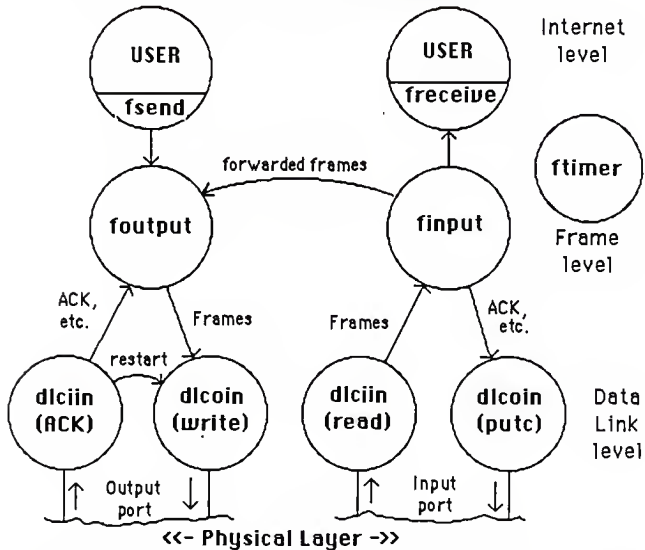 USER
fsend
USER
freceive
Internet
level
forwarded frames
ftimer
foutput
finput
Frame
level
ACK,
etc.
Frames
Frames
ACK,
etc.
restart
dlciin
(ACK)
dlcoin
(write)
dlciin
(read)
dlcoin
(putc)
Data
Link
level
Output
port
Input
port
<<- Physical Layer ->>